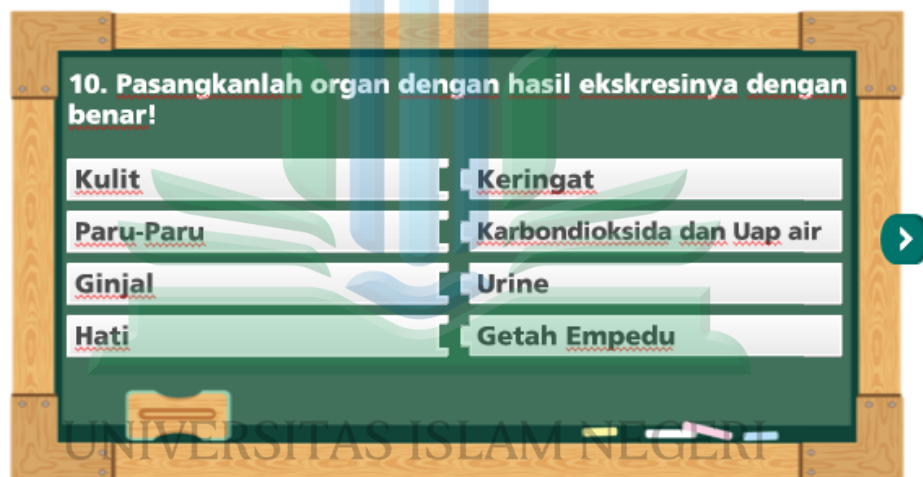 10. Pasangkanlah organ dengan hasil ekskresinya dengan
benar!
Kulit
Keringat
Paru-Paru
Karbondioksida dan Uap air
Ginjal
Urine
Hati
Getah Empedu
UNIVERSITAS ISLAM NEGERI